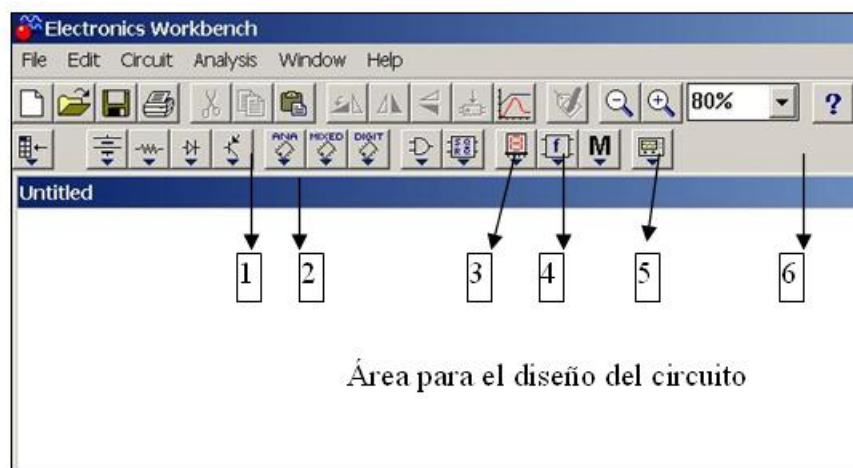 Electronics Workbench
File Edit Circuit Analysis Window Help
80% ?
ANA MIXED DIGIT f M
Untitled
1 2 3 4 5 6
Área para el diseño del circuito